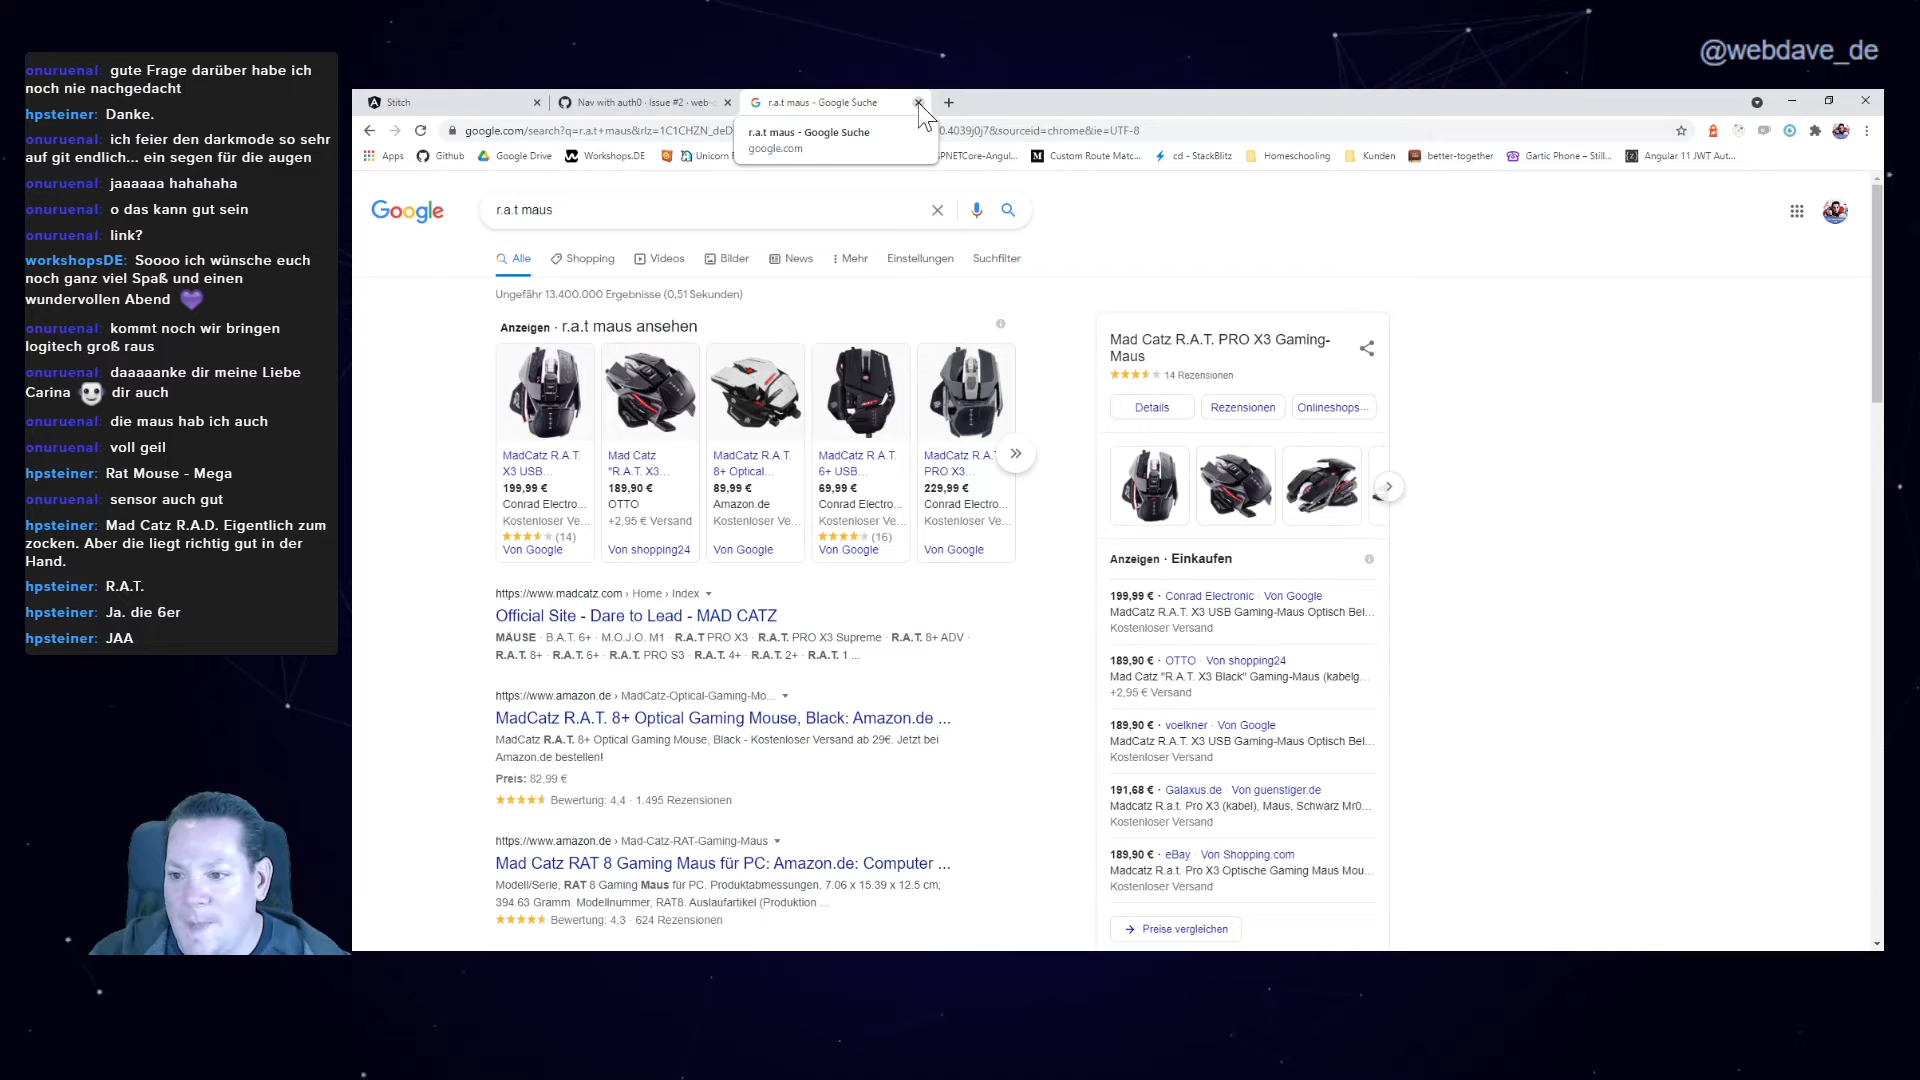 @webdave_de
onuruenal: gute Frage darüber habe ich
noch nie nachgedacht
hpsteiner: Danke.
onuruenal: ich feier den darkmode so sehr
auf git endlich... ein segen für die augen
onuruenal: jaaaaaa hahahaha
onuruenal: o das kann gut sein
onuruenal: link?
workshopsDE: Soooo ich wünsche euch
noch ganz viel Spaß und einen
wundervollen Abend
onuruenal: kommt noch wir bringen
logitech groß raus
onuruenal: daaaaanke dir meine Liebe
Carina dir auch
onuruenal: die maus hab ich auch
onuruenal: voll geil
hpsteiner: Rat Mouse - Mega
onuruenal: sensor auch gut
hpsteiner: Mad Catz R.A.D. Eigentlich zum
zocken. Aber die liegt richtig gut in der
Hand.
hpsteiner: R.A.T.
hpsteiner: Ja. die 6er
hpsteiner: JAA
Stitch
Nav with auth0 · Issue #2 · web-
r.a.t maus - Google Suche
google.com/search?q=r.a.t+maus&rlz=1C1CHZN_deD
0.4039j0j7&sourceid=chrome&ie=UTF-8
r.a.t maus - Google Suche
google.com
Apps
Github
Google Drive
Workshops.DE
Unicorn
PNETCore-Angul...
Custom Route Matc...
cd - StackBlitz
Homeschooling
Kunden
better-together
Gartic Phone – Still...
Angular 11 JWT Aut...
Google
r.a.t maus
Alle
Shopping
Videos
Bilder
News
Mehr
Einstellungen
Suchfilter
Ungefähr 13.400.000 Ergebnisse (0,51 Sekunden)
Anzeigen · r.a.t maus ansehen
MadCatz R.A.T.
X3 USB...
199,99 €
Conrad Electro...
Kostenloser Ve...
(14)
Von Google
Mad Catz
"R.A.T. X3...
189,90 €
OTTO
+2,95 € Versand
Von shopping24
MadCatz R.A.T.
8+ Optical...
89,99 €
Amazon.de
Kostenloser Ve...
Von Google
MadCatz R.A.T.
6+ USB...
69,99 €
Conrad Electro...
Kostenloser Ve...
(16)
Von Google
MadCatz R.A.T.
PRO X3...
229,99 €
Conrad Electro...
Kostenloser Ve...
Von Google
https://www.madcatz.com › Home › Index
Official Site - Dare to Lead - MAD CATZ
MÄUSE · B.A.T. 6+ · M.O.J.O. M1 · R.A.T PRO X3 · R.A.T. PRO X3 Supreme · R.A.T. 8+ ADV ·
R.A.T. 8+ · R.A.T. 6+ · R.A.T. PRO S3 · R.A.T. 4+ · R.A.T. 2+ · R.A.T. 1 ...
https://www.amazon.de › MadCatz-Optical-Gaming-Mo...
MadCatz R.A.T. 8+ Optical Gaming Mouse, Black: Amazon.de ...
MadCatz R.A.T. 8+ Optical Gaming Mouse, Black - Kostenloser Versand ab 29€. Jetzt bei
Amazon.de bestellen!
Preis: 82,99 €
Bewertung: 4,4 · 1.495 Rezensionen
https://www.amazon.de › Mad-Catz-RAT-Gaming-Maus
Mad Catz RAT 8 Gaming Maus für PC: Amazon.de: Computer ...
Modell/Serie, RAT 8 Gaming Maus für PC. Produktabmessungen, 7.06 x 15.39 x 12.5 cm;
394.63 Gramm. Modellnummer, RAT8. Auslaufartikel (Produktion ...
Bewertung: 4,3 · 624 Rezensionen
Mad Catz R.A.T. PRO X3 Gaming-
Maus
14 Rezensionen
Details
Rezensionen
Onlineshops...
Anzeigen · Einkaufen
199,99 € · Conrad Electronic · Von Google
MadCatz R.A.T. X3 USB Gaming-Maus Optisch Bel...
Kostenloser Versand
189,90 € · OTTO · Von shopping24
Mad Catz "R.A.T. X3 Black" Gaming-Maus (kabelg...
+2,95 € Versand
189,90 € · voelkner · Von Google
MadCatz R.A.T. X3 USB Gaming-Maus Optisch Bel...
Kostenloser Versand
191,68 € · Galaxus.de · Von guenstiger.de
Madcatz R.a.t. Pro X3 (kabel), Maus, Schwarz Mr0...
Kostenloser Versand
189,90 € · eBay · Von Shopping.com
Madcatz R.a.t. Pro X3 Optische Gaming Maus Mou...
Kostenloser Versand
Preise vergleichen